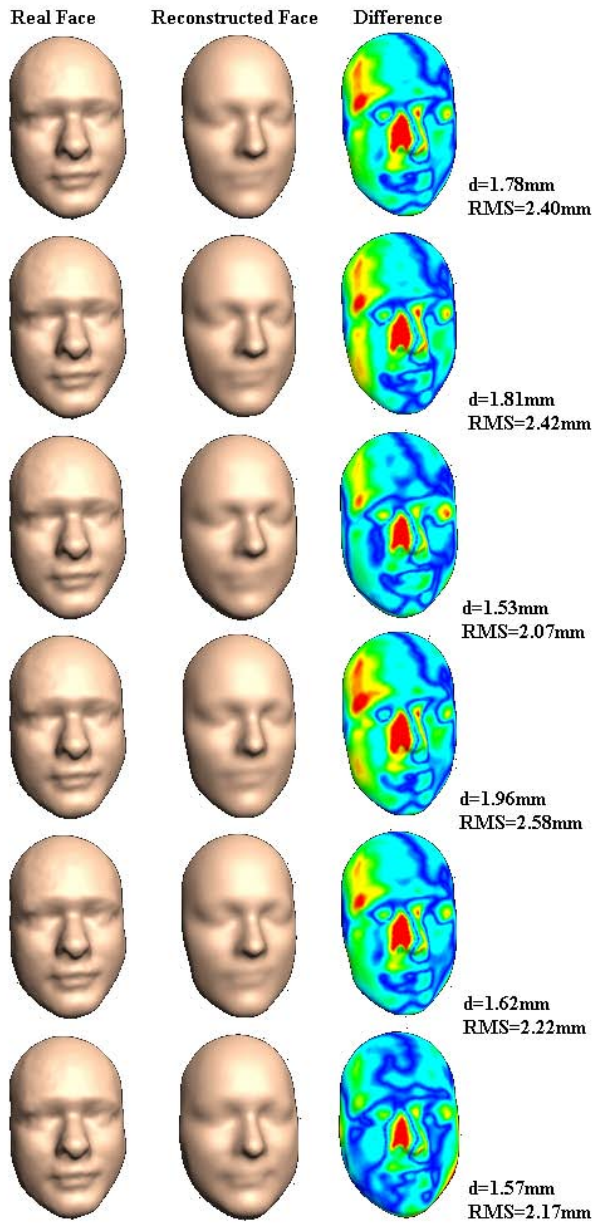 Real Face Reconstructed Face Difference
d=1.78mm
RMS=2.40mm
d=1.81mm
RMS=2.42mm
d=1.53mm
RMS=2.07mm
d=1.96mm
RMS=2.58mm
d=1.62mm
RMS=2.22mm
d=1.57mm
RMS=2.17mm